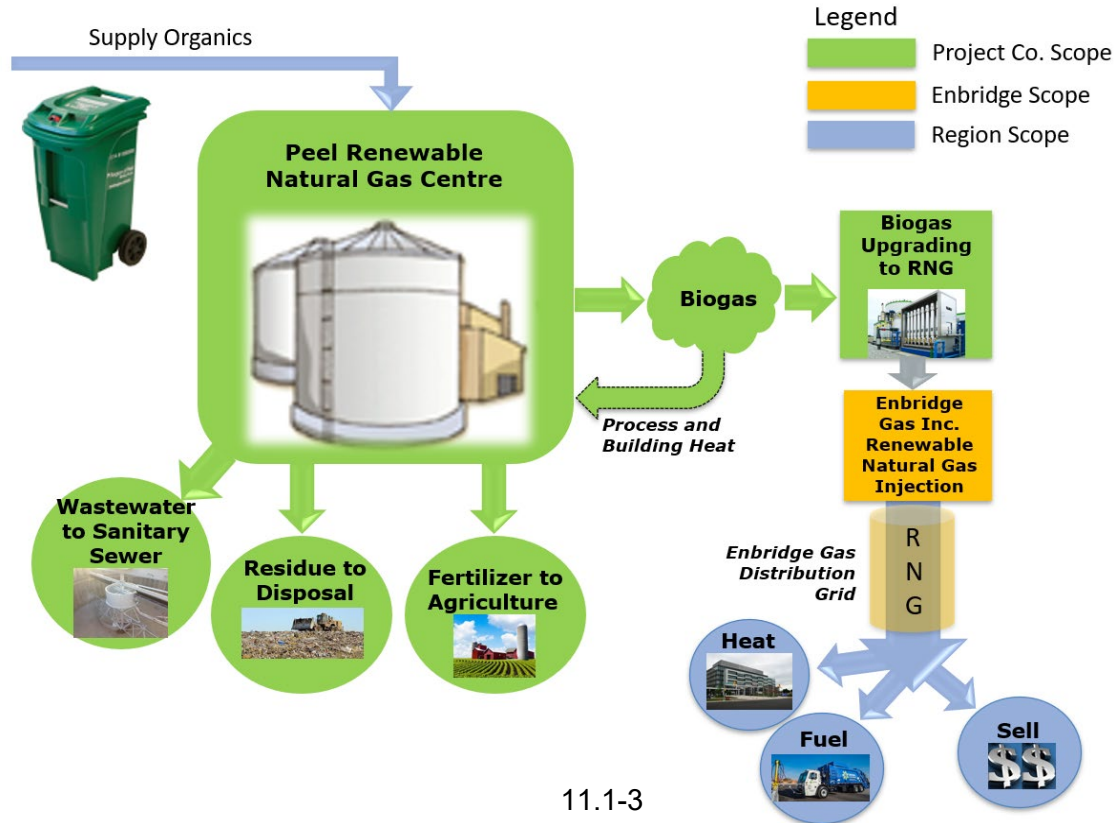 Supply Organics
Legend
Project Co. Scope
Enbridge Scope
Region Scope
Peel Renewable
Natural Gas Centre
Biogas
Biogas
Upgrading
to RNG
Process and
Building Heat
Enbridge
Gas Inc.
Renewable
Natural Gas
Injection
Wastewater
to Sanitary
Sewer
Residue to
Disposal
Fertilizer to
Agriculture
Enbridge Gas
Distribution
Grid
R
N
G
Heat
Fuel
Sell
$$
11.1-3